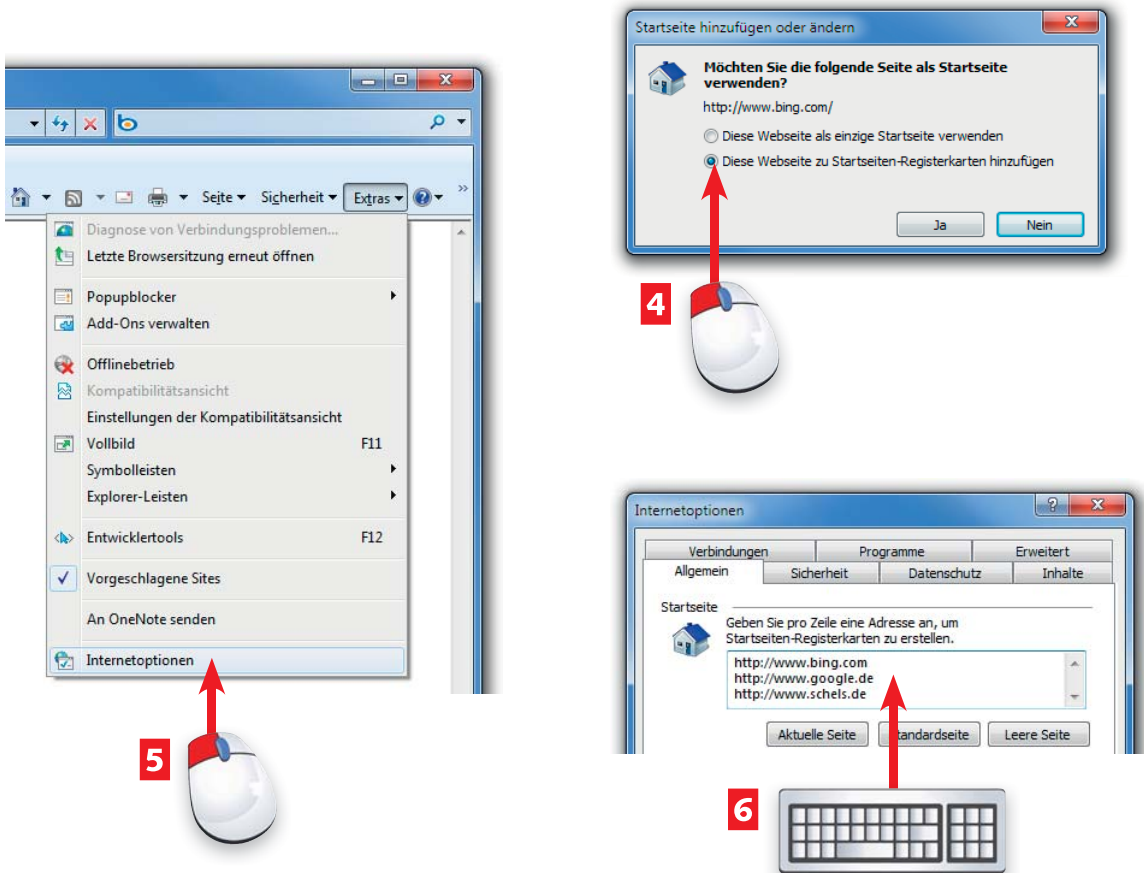 Startseite hinzufügen oder ändern
Möchten Sie die folgende Seite als Startseite
verwenden?
http://www.bing.com/
Diese Webseite als einzige Startseite verwenden
Diese Webseite zu Startseiten-Registerkarten hinzufügen
Ja Nein
4
Seite Sicherheit Extras
Diagnose von Verbindungsproblemen...
Letzte Browsersitzung erneut öffnen
Popupblocker
Add-Ons verwalten
Offlinebetrieb
Kompatibilitätsansicht
Einstellungen der Kompatibilitätsansicht
Vollbild F11
Symbolleisten
Explorer-Leisten
Entwicklertools F12
Vorgeschlagene Sites
An OneNote senden
Internetoptionen
5
Internetoptionen
Verbindungen Programme Erweitert
Allgemein Sicherheit Datenschutz Inhalte
Startseite
Geben Sie pro Zeile eine Adresse an, um
Startseiten-Registerkarten zu erstellen.
http://www.bing.com
http://www.google.de
http://www.schels.de
Aktuelle Seite Standardseite Leere Seite
6